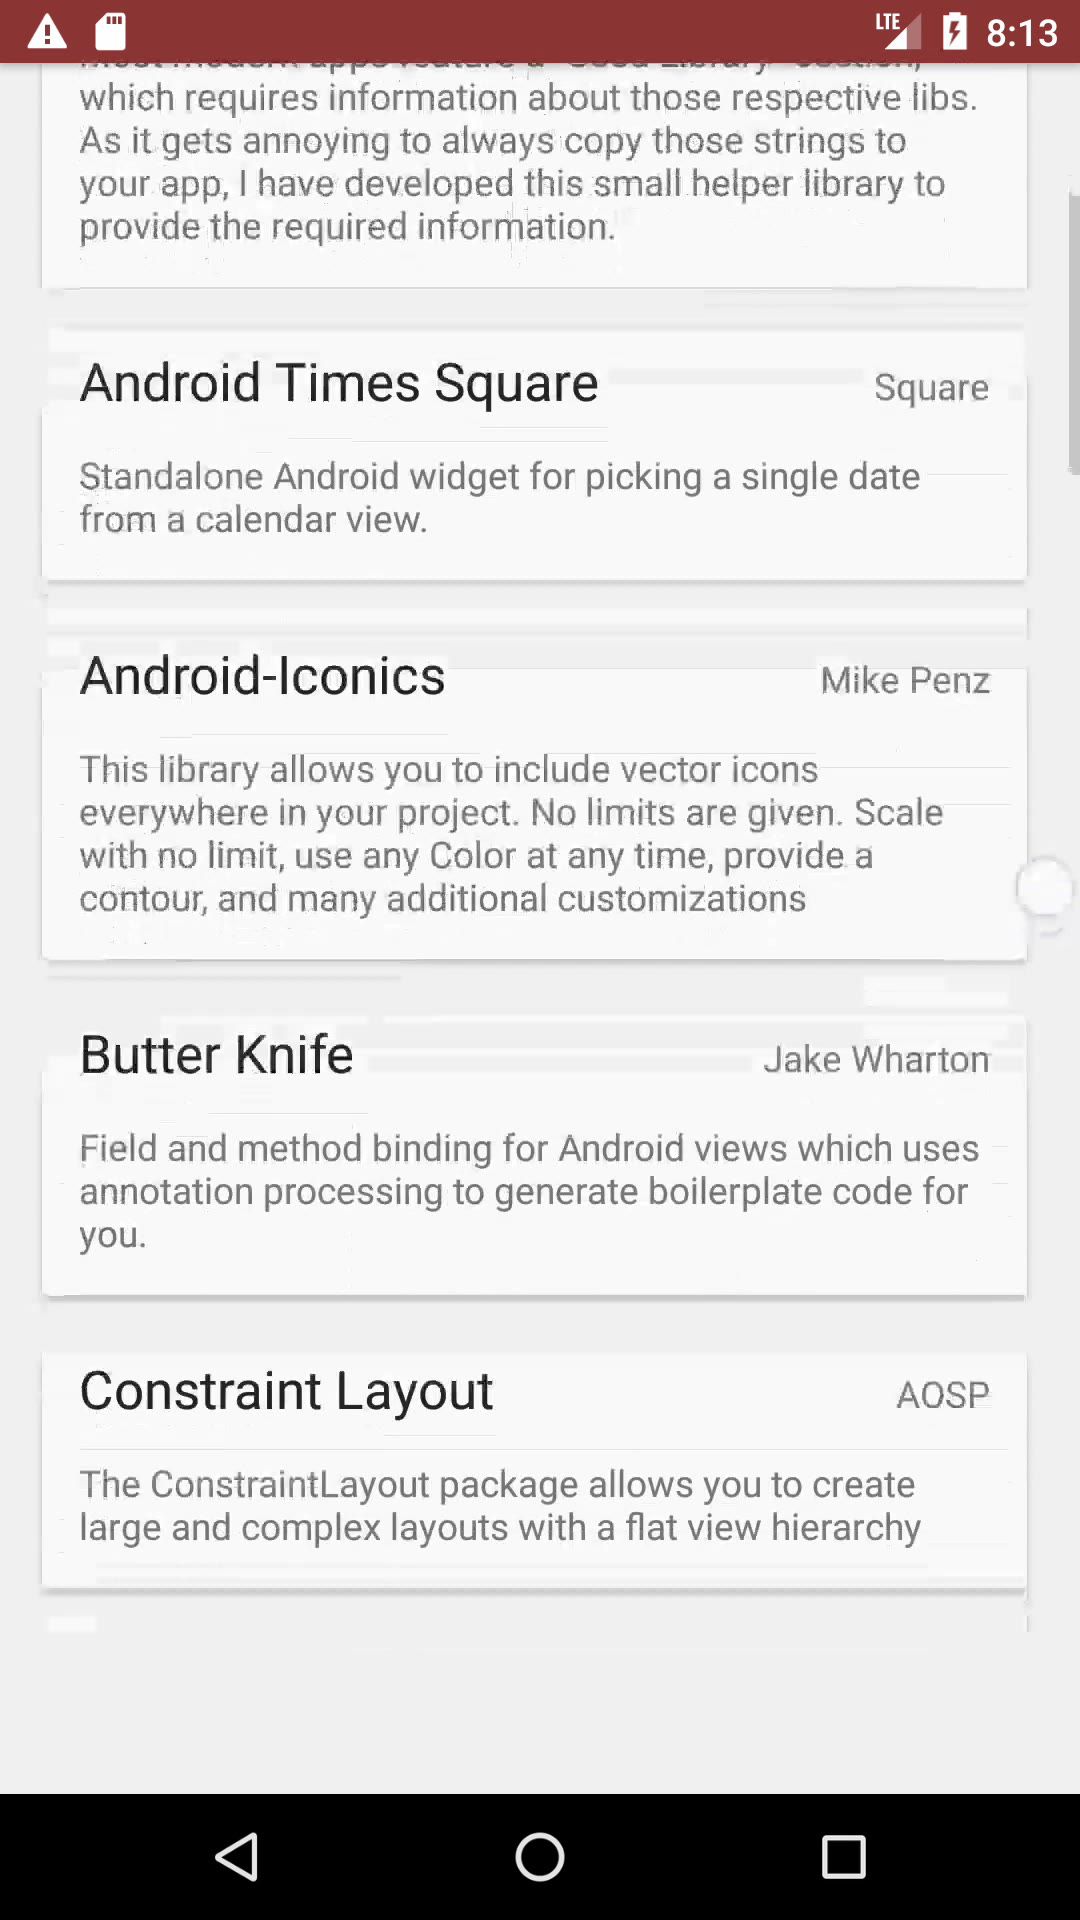 LTE 8:13
which requires information about those respective libs.
As it gets annoying to always copy those strings to
your app, I have developed this small helper library to
provide the required information.
Android Times Square
Square
Standalone Android widget for picking a single date
from a calendar view.
Android-Iconics
Mike Penz
This library allows you to include vector icons
everywhere in your project. No limits are given. Scale
with no limit, use any Color at any time, provide a
contour, and many additional customizations
Butter Knife
Jake Wharton
Field and method binding for Android views which uses
annotation processing to generate boilerplate code for
you.
Constraint Layout
AOSP
The ConstraintLayout package allows you to create
large and complex layouts with a flat view hierarchy